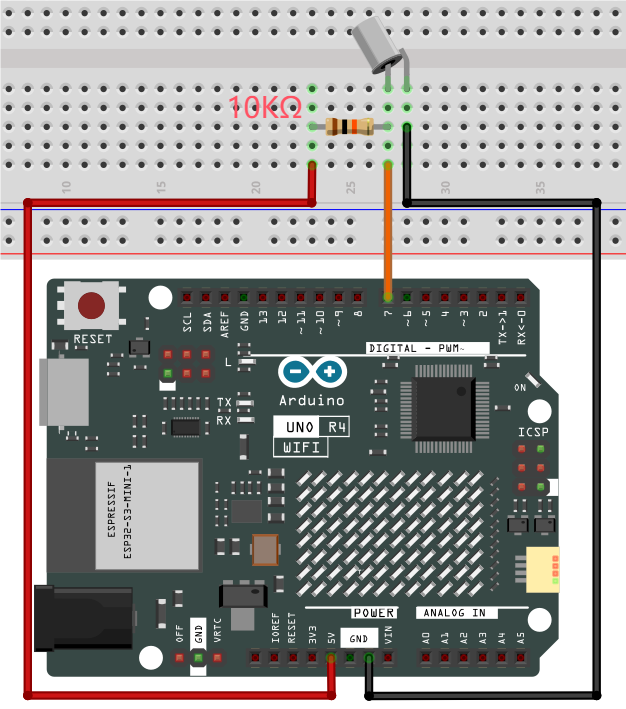 10KΩ
10 15 20 25 30 35
SCL SDA AREF GND 13 12 ~11 ~10 ~9 8 7 ~6 ~5 4 ~3 2 TX->1 RX<-0
RESET
DIGITAL - PWM~
L
ON
Arduino
TX
RX
UNO R4
WIFI
ICSP
ESPRESSIF
ESP32-S3-MINI-1
POWER ANALOG IN
OFF GND VRTC IOREF RESET 3V3 5V GND VIN A0 A1 A2 A3 A4 A5